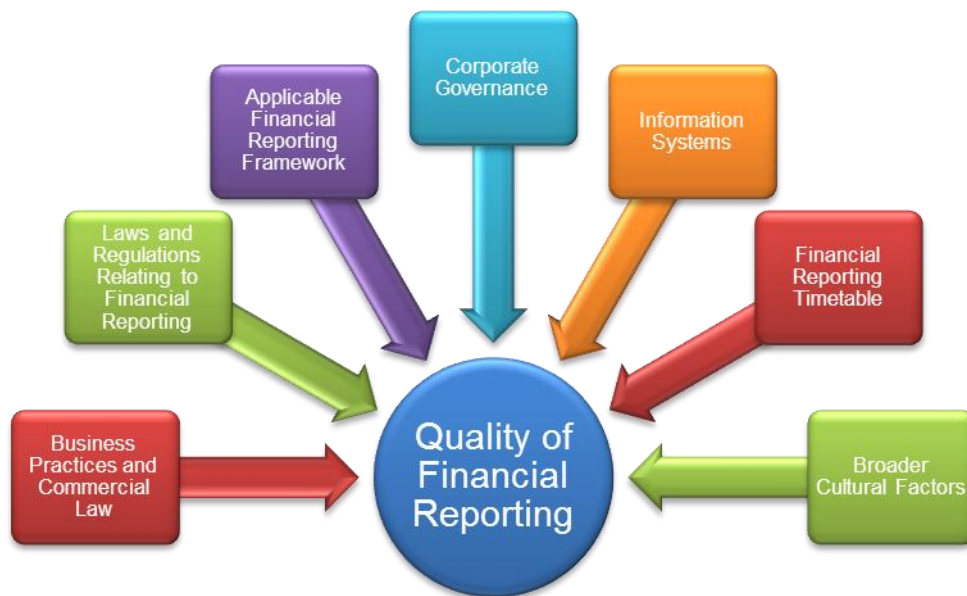 Business
Practices and
Commercial
Law
Laws and
Regulations
Relating to
Financial
Reporting
Applicable
Financial
Reporting
Framework
Corporate
Governance
Information
Systems
Financial
Reporting
Timetable
Broader
Cultural Factors
Quality of
Financial
Reporting